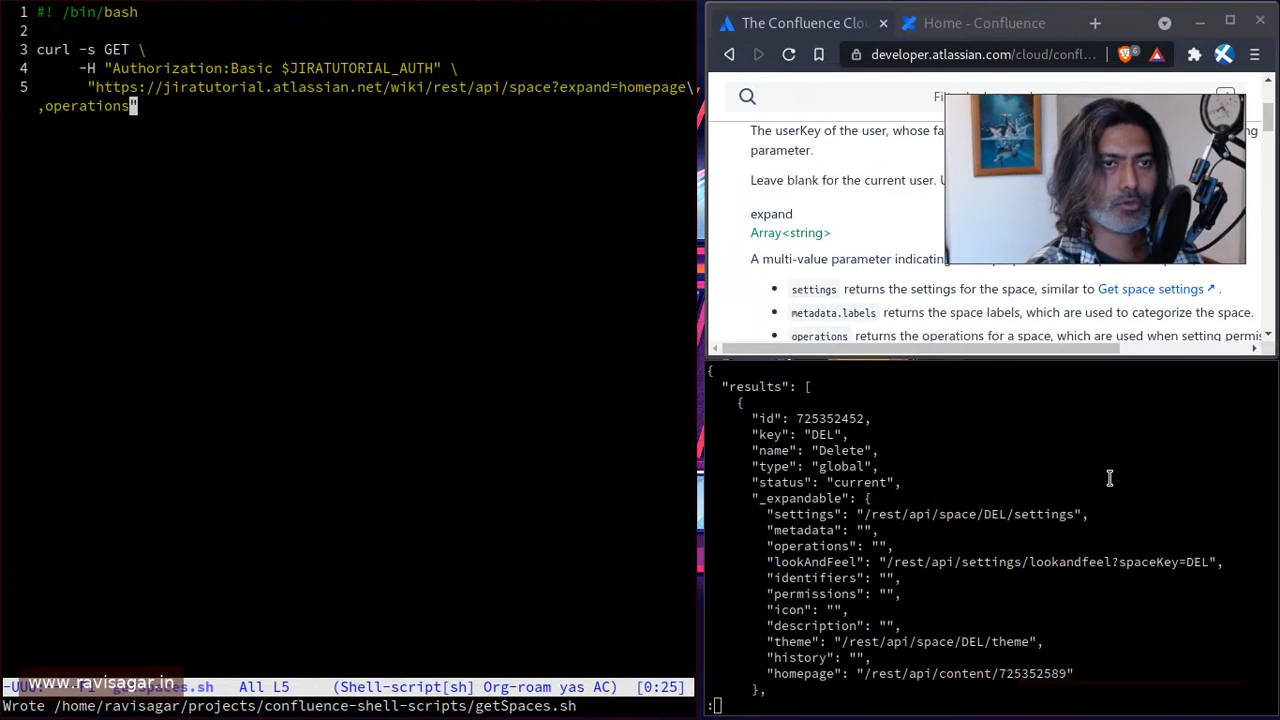 1 #! /bin/bash
2
3 curl -s GET \
4 -H "Authorization:Basic $JIRATUTORIAL_AUTH" \
5 "https://jiratutorial.atlassian.net/wiki/rest/api/space?expand=homepage\
,operations"
www.ravisagar.in
All L5 (Shell-script[sh] Org-roam yas AC) [0:25]
Wrote /home/ravisagar/projects/confluence-shell-scripts/getSpaces.sh
The Confluence Clou
Home - Confluence
developer.atlassian.com/cloud/confl...
6
The userKey of the user, whose fa
parameter.
Leave blank for the current user.
expand
Array<string>
A multi-value parameter indicating
• settings returns the settings for the space, similar to Get space settings ↗ .
• metadata.labels returns the space labels, which are used to categorize the space.
• operations returns the operations for a space, which are used when setting permis
{
"results": [
{
"id": 725352452,
"key": "DEL",
"name": "Delete",
"type": "global",
"status": "current",
"_expandable": {
"settings": "/rest/api/space/DEL/settings",
"metadata": "",
"operations": "",
"lookAndFeel": "/rest/api/settings/lookandfeel?spaceKey=DEL",
"identifiers": "",
"permissions": "",
"icon": "",
"description": "",
"theme": "/rest/api/space/DEL/theme",
"history": "",
"homepage": "/rest/api/content/725352589"
},
: